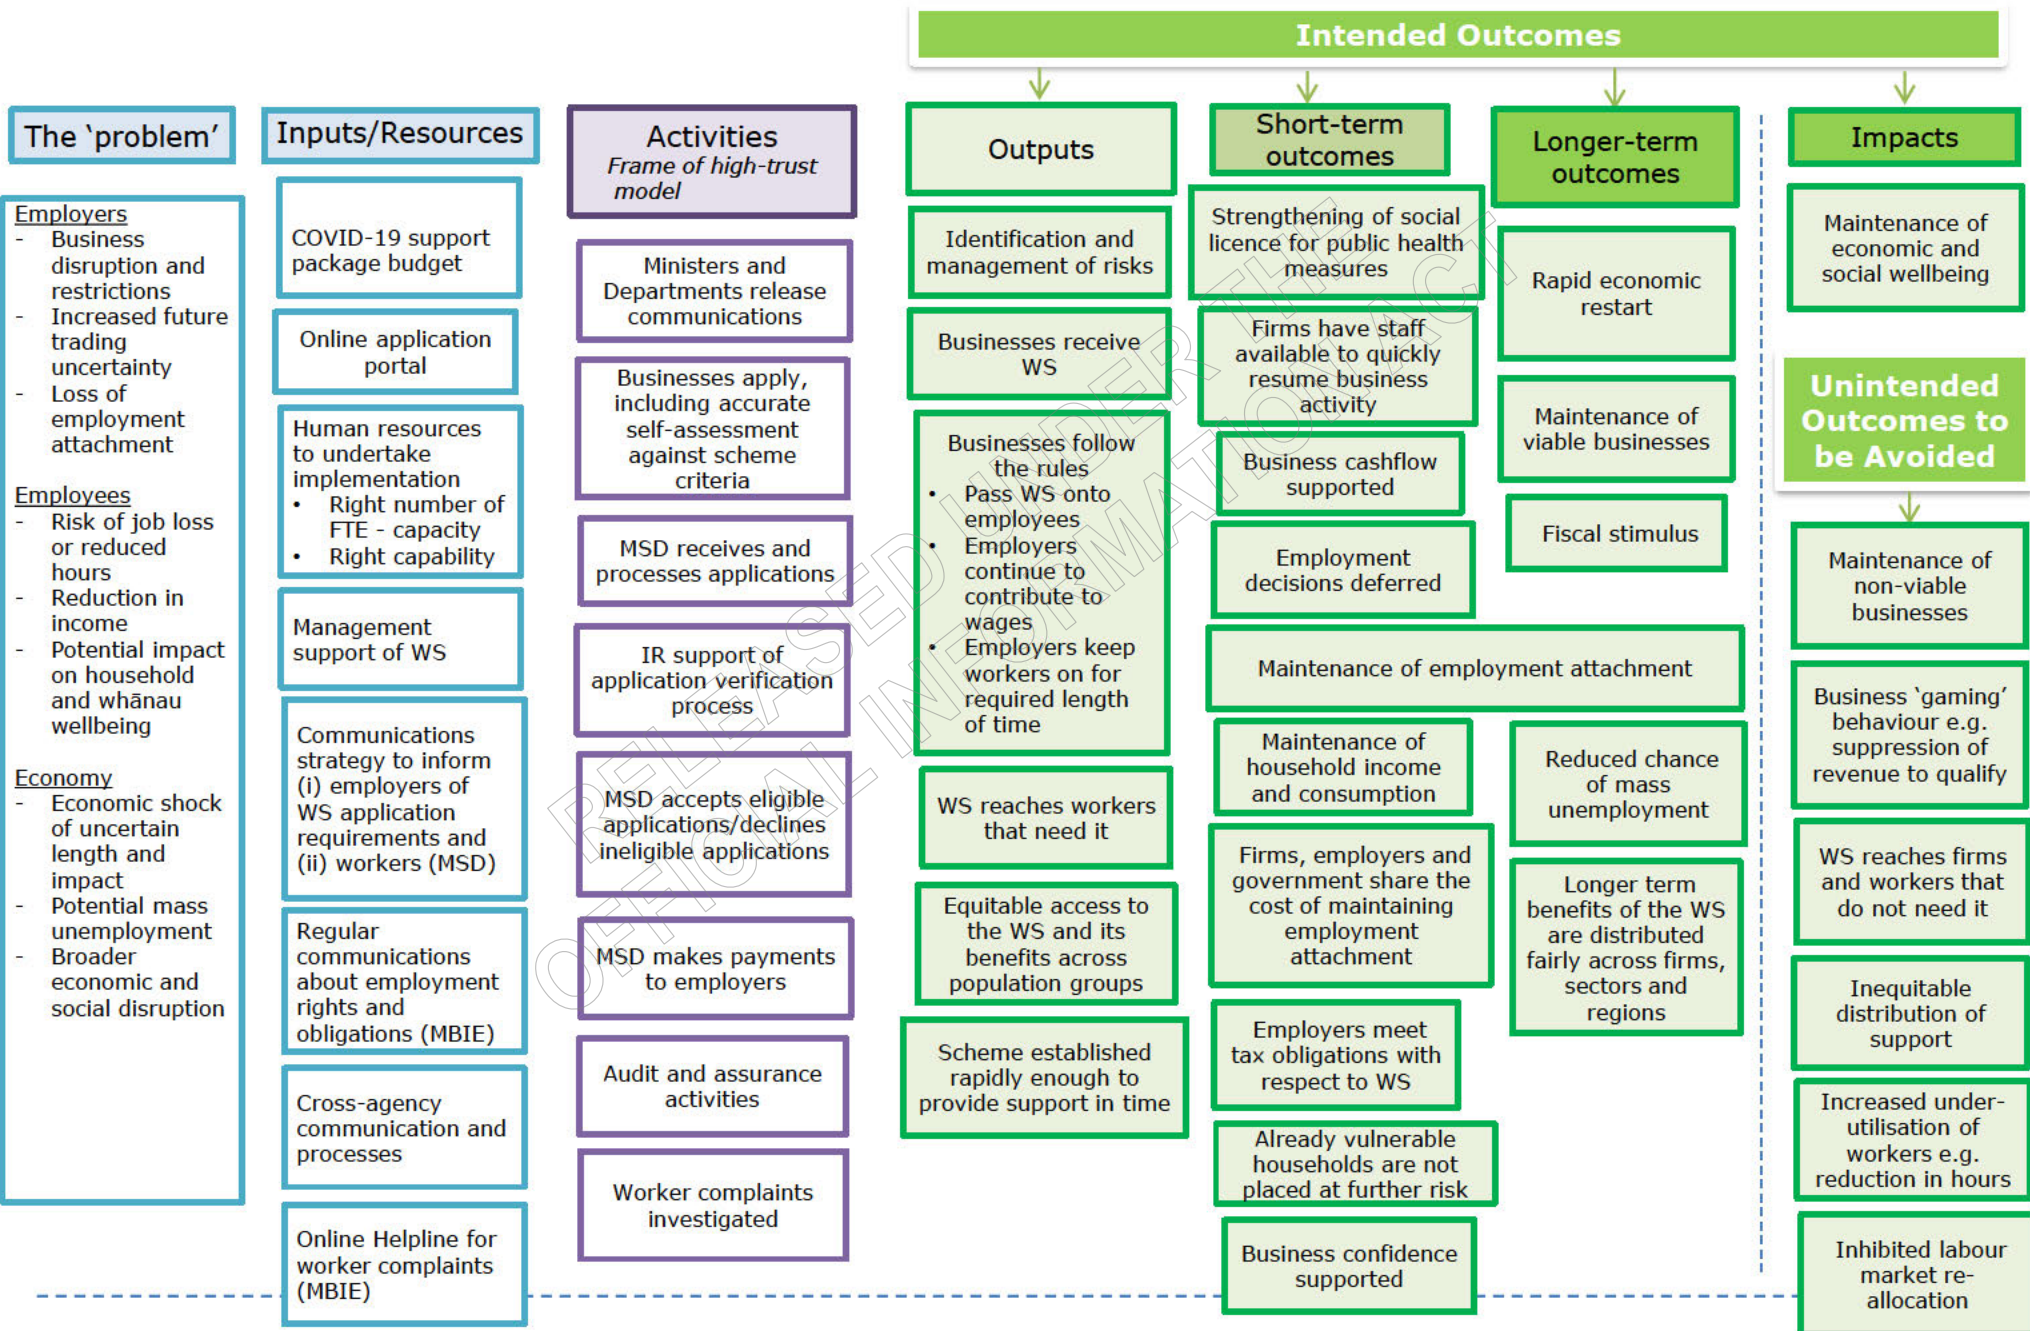 Intended Outcomes
The ‘problem’
Employers
- Business
disruption and
restrictions
- Increased future
trading
uncertainty
- Loss of
employment
attachment
Employees
- Risk of job loss
or reduced
hours
- Reduction in
income
- Potential impact
on household
and whānau
wellbeing
Economy
- Economic shock
of uncertain
length and
impact
- Potential mass
unemployment
- Broader
economic and
social disruption
Inputs/Resources
COVID-19 support
package budget
Online application
portal
Human resources
to undertake
implementation
• Right number of
FTE - capacity
• Right capability
Management
support of WS
Communications
strategy to inform
(i) employers of
WS application
requirements and
(ii) workers (MSD)
Regular
communications
about employment
rights and
obligations (MBIE)
Cross-agency
communication and
processes
Online Helpline for
worker complaints
(MBIE)
Activities
Frame of high-trust
model
Ministers and
Departments release
communications
Businesses apply,
including accurate
self-assessment
against scheme
criteria
MSD receives and
processes applications
IR support of
application verification
process
MSD accepts eligible
applications/declines
ineligible applications
MSD makes payments
to employers
Audit and assurance
activities
Worker complaints
investigated
Outputs
Identification and
management of risks
Businesses receive
WS
Businesses follow
the rules
• Pass WS onto
employees
• Employers
continue to
contribute to
wages
• Employers keep
workers on for
required length
of time
WS reaches workers
that need it
Equitable access to
the WS and its
benefits across
population groups
Scheme established
rapidly enough to
provide support in time
Short-term
outcomes
Strengthening of social
licence for public health
measures
Firms have staff
available to quickly
resume business
activity
Business cashflow
supported
Employment
decisions deferred
Maintenance of employment attachment
Maintenance of
household income
and consumption
Firms, employers and
government share the
cost of maintaining
employment
attachment
Employers meet
tax obligations with
respect to WS
Already vulnerable
households are not
placed at further risk
Business confidence
supported
Longer-term
outcomes
Rapid economic
restart
Maintenance of
viable businesses
Fiscal stimulus
Reduced chance
of mass
unemployment
Longer term
benefits of the WS
are distributed
fairly across firms,
sectors and
regions
Impacts
Maintenance of
economic and
social wellbeing
Unintended
Outcomes to
be Avoided
Maintenance of
non-viable
businesses
Business ‘gaming’
behaviour e.g.
suppression of
revenue to qualify
WS reaches firms
and workers that
do not need it
Inequitable
distribution of
support
Increased under-
utilisation of
workers e.g.
reduction in hours
Inhibited labour
market re-
allocation
RELEASED UNDER THE
OFFICIAL INFORMATION ACT